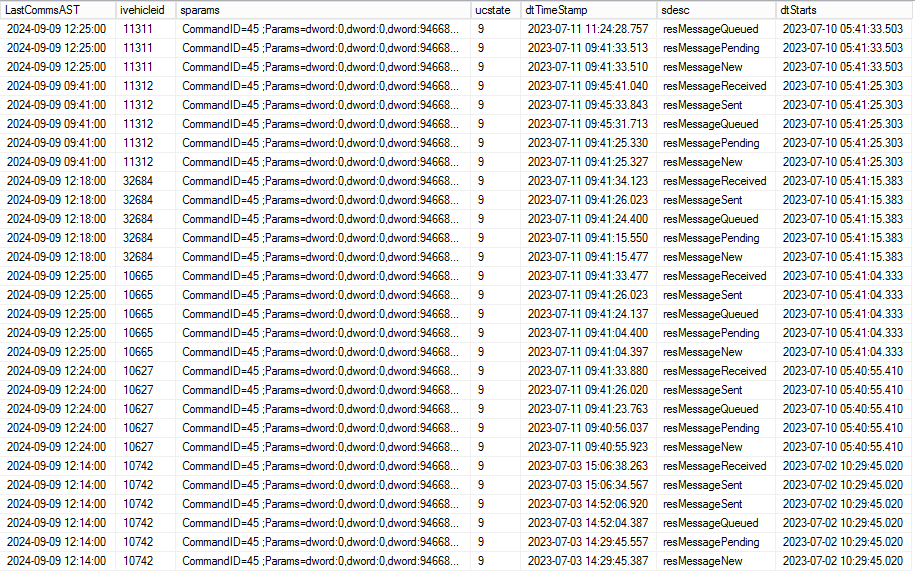 LastCommsAST ivehicleid sparams ucstate dtTimeStamp sdesc dtStarts
2024-09-09 12:25:00 11311 CommandID=45 ;Params=dword:0,dword:0,dword:94668... 9 2023-07-11 11:24:28.757 resMessageQueued 2023-07-10 05:41:33.503
2024-09-09 12:25:00 11311 CommandID=45 ;Params=dword:0,dword:0,dword:94668... 9 2023-07-11 09:41:33.513 resMessagePending 2023-07-10 05:41:33.503
2024-09-09 12:25:00 11311 CommandID=45 ;Params=dword:0,dword:0,dword:94668... 9 2023-07-11 09:41:33.510 resMessageNew 2023-07-10 05:41:33.503
2024-09-09 09:41:00 11312 CommandID=45 ;Params=dword:0,dword:0,dword:94668... 9 2023-07-11 09:45:41.040 resMessageReceived 2023-07-10 05:41:25.303
2024-09-09 09:41:00 11312 CommandID=45 ;Params=dword:0,dword:0,dword:94668... 9 2023-07-11 09:45:33.843 resMessageSent 2023-07-10 05:41:25.303
2024-09-09 09:41:00 11312 CommandID=45 ;Params=dword:0,dword:0,dword:94668... 9 2023-07-11 09:45:31.713 resMessageQueued 2023-07-10 05:41:25.303
2024-09-09 09:41:00 11312 CommandID=45 ;Params=dword:0,dword:0,dword:94668... 9 2023-07-11 09:41:25.330 resMessagePending 2023-07-10 05:41:25.303
2024-09-09 09:41:00 11312 CommandID=45 ;Params=dword:0,dword:0,dword:94668... 9 2023-07-11 09:41:25.327 resMessageNew 2023-07-10 05:41:25.303
2024-09-09 12:18:00 32684 CommandID=45 ;Params=dword:0,dword:0,dword:94668... 9 2023-07-11 09:41:34.123 resMessageReceived 2023-07-10 05:41:15.383
2024-09-09 12:18:00 32684 CommandID=45 ;Params=dword:0,dword:0,dword:94668... 9 2023-07-11 09:41:26.023 resMessageSent 2023-07-10 05:41:15.383
2024-09-09 12:18:00 32684 CommandID=45 ;Params=dword:0,dword:0,dword:94668... 9 2023-07-11 09:41:24.400 resMessageQueued 2023-07-10 05:41:15.383
2024-09-09 12:18:00 32684 CommandID=45 ;Params=dword:0,dword:0,dword:94668... 9 2023-07-11 09:41:15.550 resMessagePending 2023-07-10 05:41:15.383
2024-09-09 12:18:00 32684 CommandID=45 ;Params=dword:0,dword:0,dword:94668... 9 2023-07-11 09:41:15.477 resMessageNew 2023-07-10 05:41:15.383
2024-09-09 12:25:00 10665 CommandID=45 ;Params=dword:0,dword:0,dword:94668... 9 2023-07-11 09:41:33.477 resMessageReceived 2023-07-10 05:41:04.333
2024-09-09 12:25:00 10665 CommandID=45 ;Params=dword:0,dword:0,dword:94668... 9 2023-07-11 09:41:26.023 resMessageSent 2023-07-10 05:41:04.333
2024-09-09 12:25:00 10665 CommandID=45 ;Params=dword:0,dword:0,dword:94668... 9 2023-07-11 09:41:24.137 resMessageQueued 2023-07-10 05:41:04.333
2024-09-09 12:25:00 10665 CommandID=45 ;Params=dword:0,dword:0,dword:94668... 9 2023-07-11 09:41:04.400 resMessagePending 2023-07-10 05:41:04.333
2024-09-09 12:25:00 10665 CommandID=45 ;Params=dword:0,dword:0,dword:94668... 9 2023-07-11 09:41:04.397 resMessageNew 2023-07-10 05:41:04.333
2024-09-09 12:24:00 10627 CommandID=45 ;Params=dword:0,dword:0,dword:94668... 9 2023-07-11 09:41:33.880 resMessageReceived 2023-07-10 05:40:55.410
2024-09-09 12:24:00 10627 CommandID=45 ;Params=dword:0,dword:0,dword:94668... 9 2023-07-11 09:41:26.020 resMessageSent 2023-07-10 05:40:55.410
2024-09-09 12:24:00 10627 CommandID=45 ;Params=dword:0,dword:0,dword:94668... 9 2023-07-11 09:41:23.763 resMessageQueued 2023-07-10 05:40:55.410
2024-09-09 12:24:00 10627 CommandID=45 ;Params=dword:0,dword:0,dword:94668... 9 2023-07-11 09:40:56.037 resMessagePending 2023-07-10 05:40:55.410
2024-09-09 12:24:00 10627 CommandID=45 ;Params=dword:0,dword:0,dword:94668... 9 2023-07-11 09:40:55.923 resMessageNew 2023-07-10 05:40:55.410
2024-09-09 12:14:00 10742 CommandID=45 ;Params=dword:0,dword:0,dword:94668... 9 2023-07-03 15:06:38.263 resMessageReceived 2023-07-02 10:29:45.020
2024-09-09 12:14:00 10742 CommandID=45 ;Params=dword:0,dword:0,dword:94668... 9 2023-07-03 15:06:34.567 resMessageSent 2023-07-02 10:29:45.020
2024-09-09 12:14:00 10742 CommandID=45 ;Params=dword:0,dword:0,dword:94668... 9 2023-07-03 14:52:06.920 resMessageSent 2023-07-02 10:29:45.020
2024-09-09 12:14:00 10742 CommandID=45 ;Params=dword:0,dword:0,dword:94668... 9 2023-07-03 14:52:04.387 resMessageQueued 2023-07-02 10:29:45.020
2024-09-09 12:14:00 10742 CommandID=45 ;Params=dword:0,dword:0,dword:94668... 9 2023-07-03 14:29:45.557 resMessagePending 2023-07-02 10:29:45.020
2024-09-09 12:14:00 10742 CommandID=45 ;Params=dword:0,dword:0,dword:94668... 9 2023-07-03 14:29:45.387 resMessageNew 2023-07-02 10:29:45.020